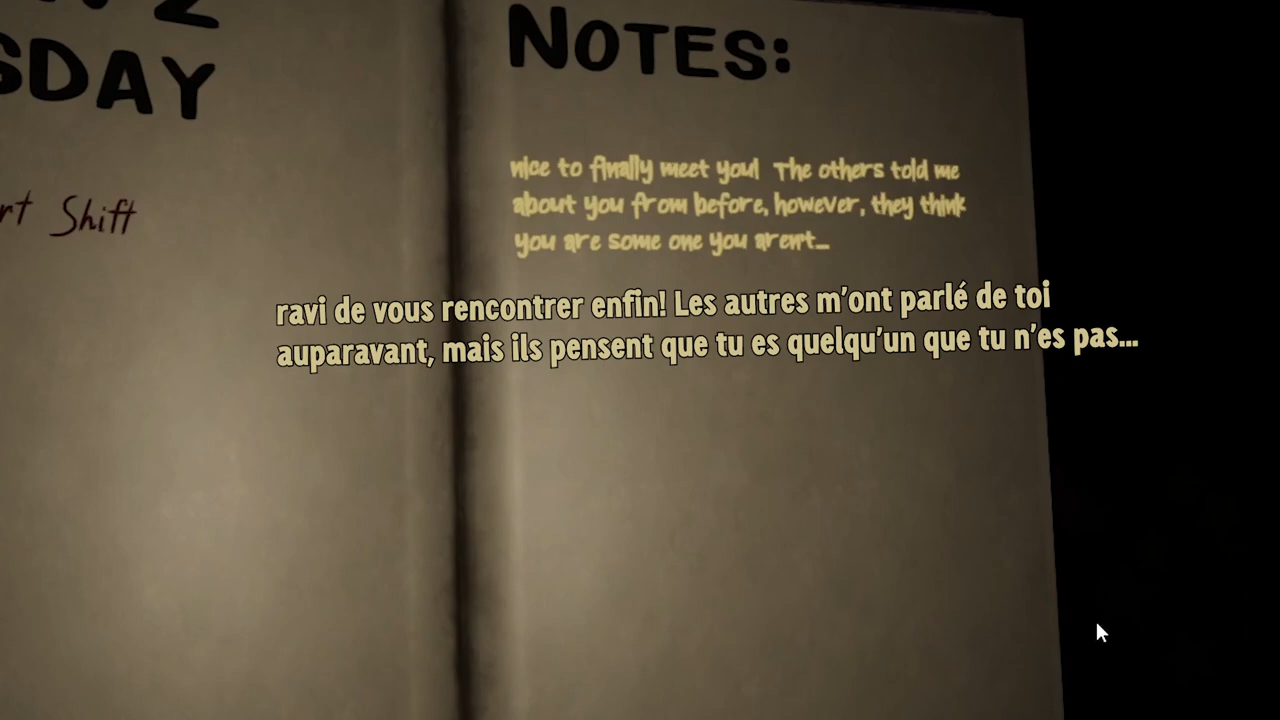 SDAY
Shift
NOTES:
nice to finally meet you! The others told me
about you from before, however, they think
you are some one you aren't...
ravi de vous rencontrer enfin! Les autres m'ont parlé de toi
auparavant, mais ils pensent que tu es quelqu'un que tu n'es pas...